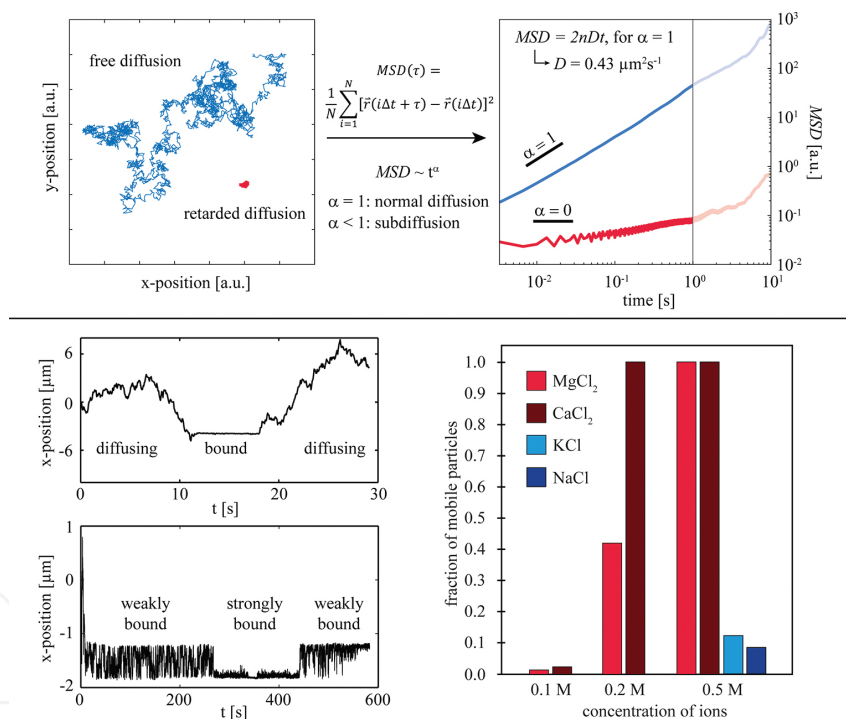 free diffusion
retarded diffusion
y-position [a.u.]
x-position [a.u.]
MSD(τ) =
1/N ∑_{i=1}^{N} [r⃗(iΔt + τ) − r⃗(iΔt)]²
MSD ~ t^α
α = 1: normal diffusion
α < 1: subdiffusion
MSD = 2nDt, for α = 1
D = 0.43 µm²s⁻¹
α = 1
α = 0
10³
10²
10¹
10⁰
10⁻¹
10⁻²
MSD [a.u.]
10⁻² 10⁻¹ 10⁰ 10¹
time [s]
x-position [µm]
6
0
-6
diffusing bound diffusing
0 10 20 30
t [s]
x-position [µm]
1
0
-1
-2
weakly bound
strongly bound
weakly bound
0 200 400 600
t [s]
fraction of mobile particles
1.0
0.9
0.8
0.7
0.6
0.5
0.4
0.3
0.2
0.1
0.0
MgCl₂
CaCl₂
KCl
NaCl
0.1 M 0.2 M 0.5 M
concentration of ions